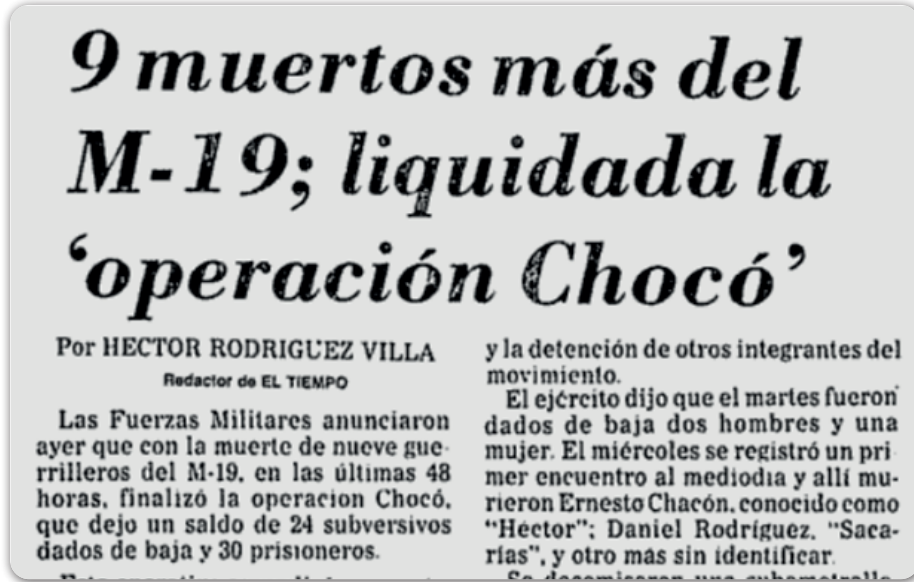 9 muertos más del
M-19; liquidada la
‘operación Chocó’
Por HECTOR RODRIGUEZ VILLA
Redactor de EL TIEMPO
Las Fuerzas Militares anunciaron
ayer que con la muerte de nueve gue-
rrilleros del M-19, en las últimas 48
horas, finalizó la operacion Chocó,
que dejo un saldo de 24 subversivos
dados de baja y 30 prisioneros.
y la detención de otros integrantes del
movimiento.
El ejército dijo que el martes fueron
dados de baja dos hombres y una
mujer. El miércoles se registró un pri-
mer encuentro al mediodia y allí mu-
rieron Ernesto Chacón, conocido como
"Héctor"; Daniel Rodríguez, "Saca-
rías", y otro más sin identificar.